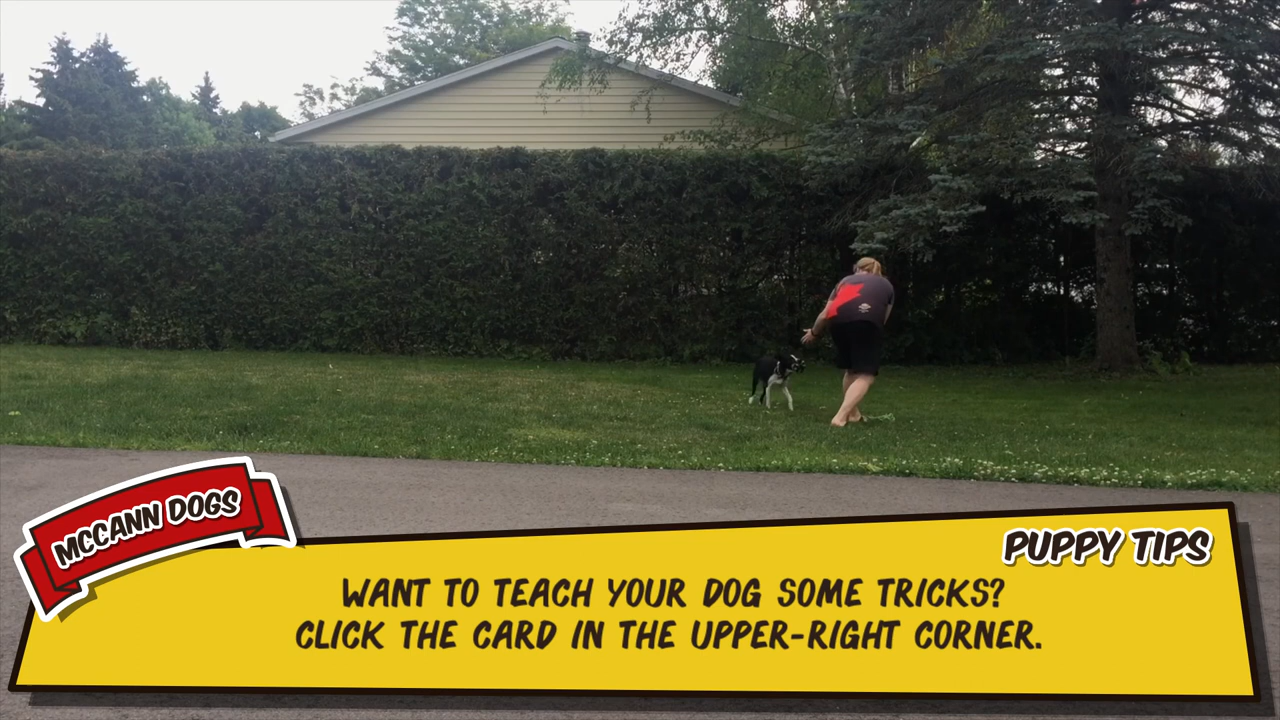 MCCANN DOGS
PUPPY TIPS
WANT TO TEACH YOUR DOG SOME TRICKS?
CLICK THE CARD IN THE UPPER-RIGHT CORNER.